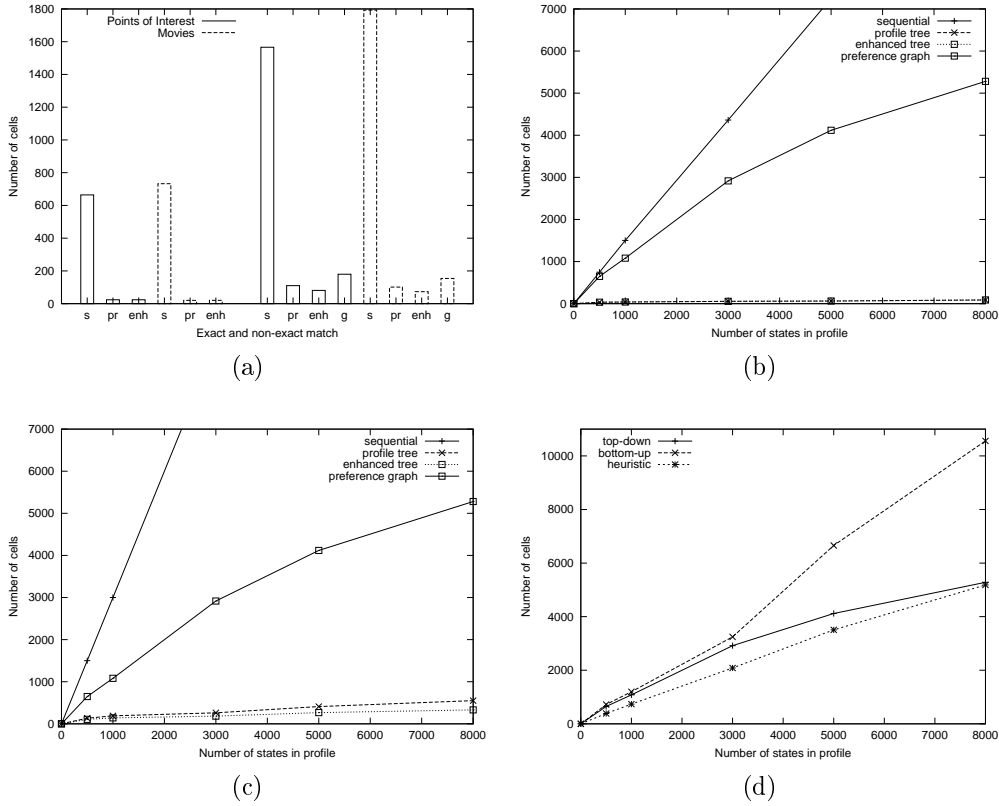 Points of Interest
Movies
1800
1600
1400
1200
1000
800
600
400
200
0
Number of cells
s pr enh s pr enh s pr enh g s pr enh g
Exact and non-exact match
(a)
sequential
profile tree
enhanced tree
preference graph
7000
6000
5000
4000
3000
2000
1000
0
Number of cells
0 1000 2000 3000 4000 5000 6000 7000 8000
Number of states in profile
(b)
sequential
profile tree
enhanced tree
preference graph
7000
6000
5000
4000
3000
2000
1000
0
Number of cells
0 1000 2000 3000 4000 5000 6000 7000 8000
Number of states in profile
(c)
top-down
bottom-up
heuristic
10000
8000
6000
4000
2000
0
Number of cells
0 1000 2000 3000 4000 5000 6000 7000 8000
Number of states in profile
(d)